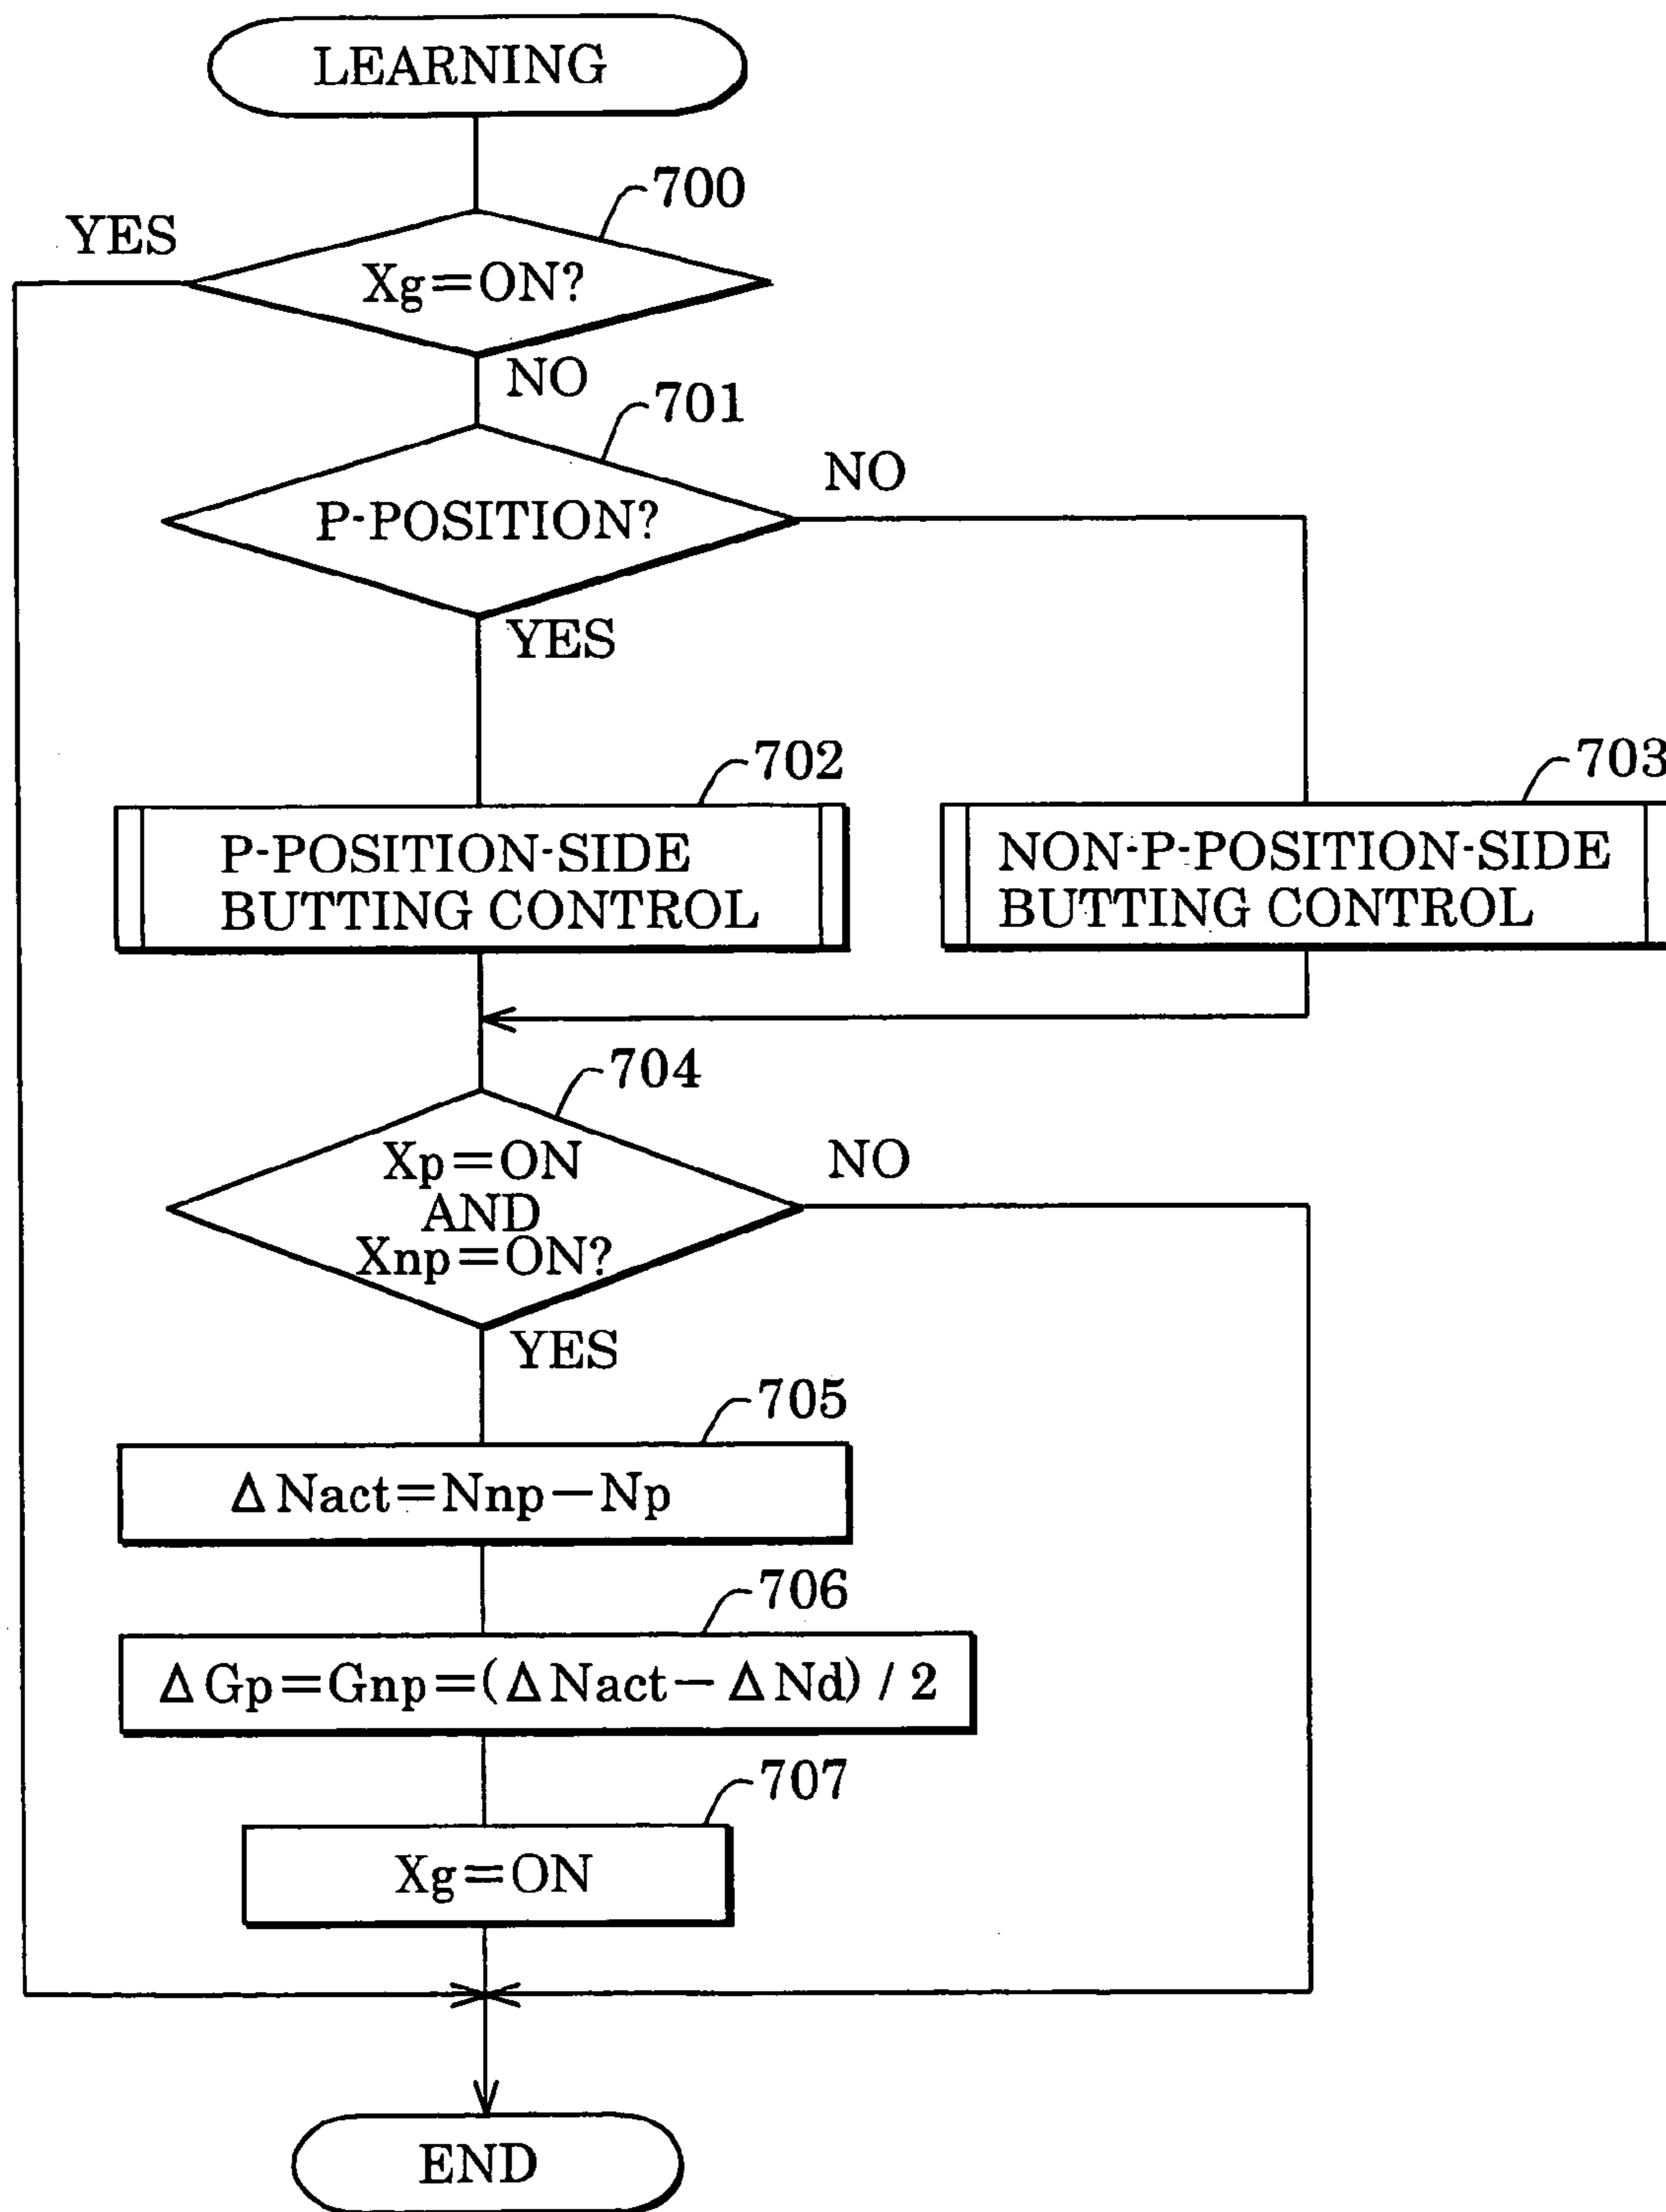 LEARNING
700
YES
Xg=ON?
NO
701
NO
P-POSITION?
YES
702
703
P-POSITION-SIDE
BUTTING CONTROL
NON-P-POSITION-SIDE
BUTTING CONTROL
704
Xp=ON
AND
Xnp=ON?
NO
YES
705
ΔNact=Nnp-Np
706
ΔGp=Gnp=(ΔNact-ΔNd)/2
707
Xg=ON
END